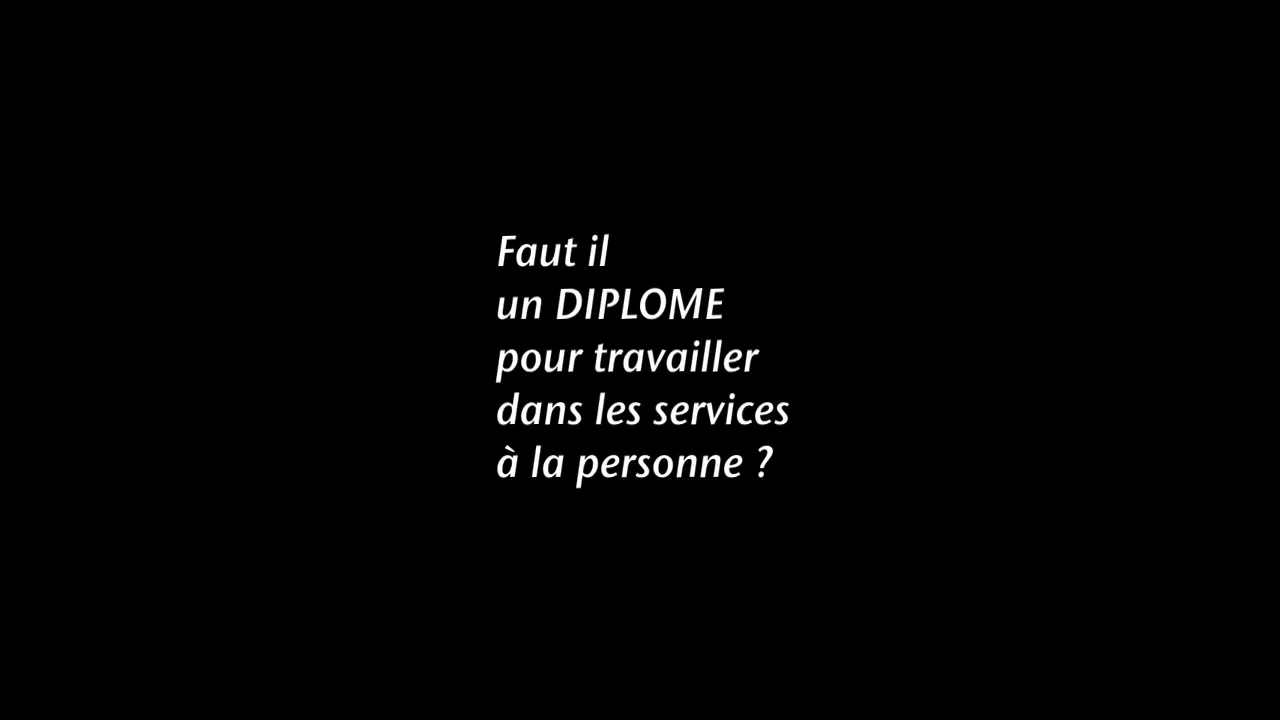 Faut il
un DIPLOME
pour travailler
dans les services
à la personne ?